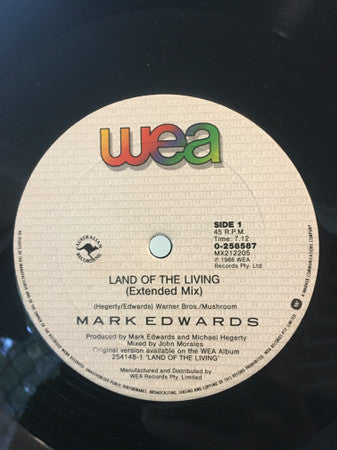 wea
SIDE 1
45 R.P.M
Time: 7.12
O-258587
MX212205
℗ 1986 WEA
Records Pty. Ltd.
AUSTRALIAN
RECORDING
LAND OF THE LIVING
(Extended Mix)
(Hegerty/Edwards) Warner Bros./Mushroom
MARK EDWARDS
Produced by Mark Edwards and Michael Hegerty
Mixed by John Morales
Original version available on the WEA Album
254148-1 'LAND OF THE LIVING'
Manufactured and Distributed by
WEA Records Pty. Limited